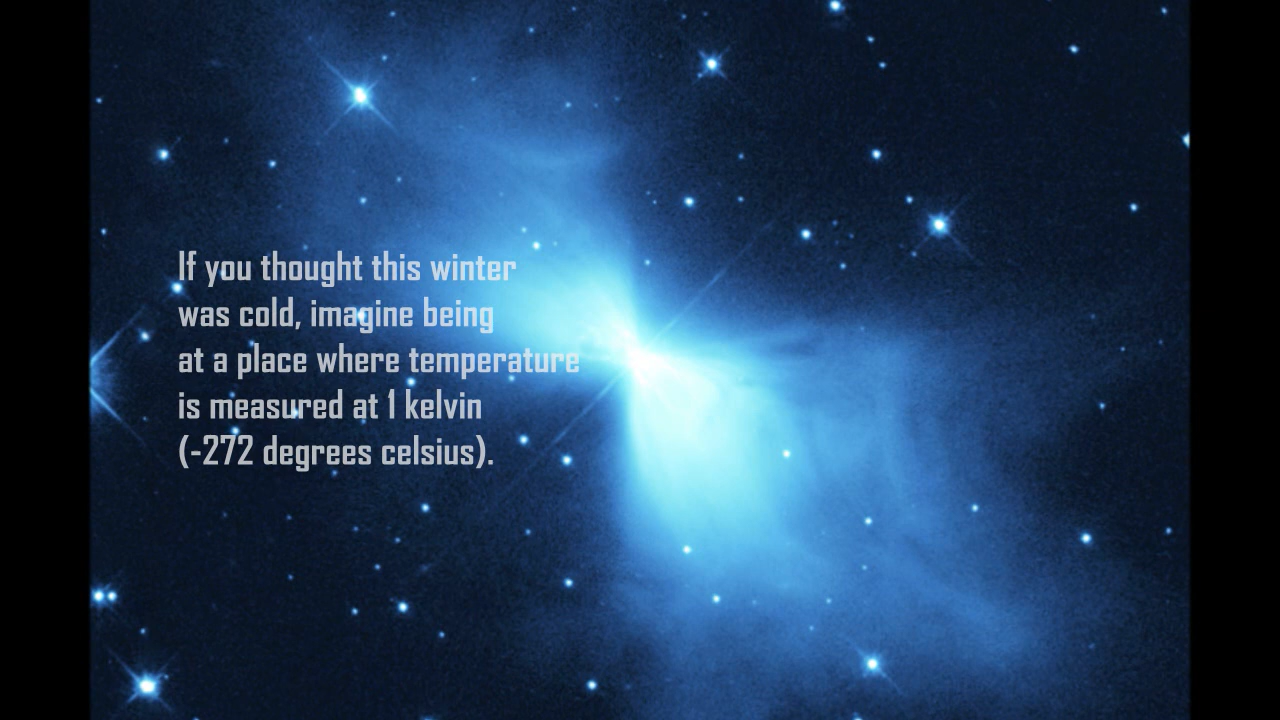 If you thought this winter
was cold, imagine being
at a place where temperature
is measured at 1 kelvin
(-272 degrees celsius).